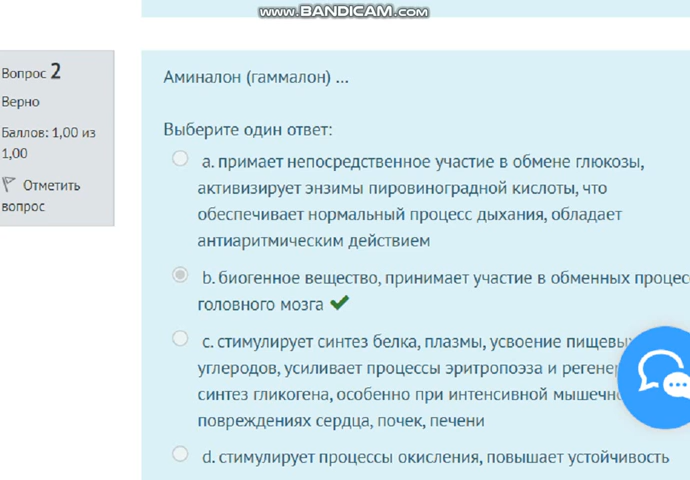 www.BANDICAM.com
Вопрос 2
Верно
Баллов: 1,00 из
1,00
Отметить
вопрос
Аминалон (гаммалон) ...
Выберите один ответ:
a. примает непосредственное участие в обмене глюкозы,
активизирует энзимы пировиноградной кислоты, что
обеспечивает нормальный процесс дыхания, обладает
антиаритмическим действием
b. биогенное вещество, принимает участие в обменных
головного мозга
c. стимулирует синтез белка, плазмы, усвоение
углеродов, усиливает процессы эритропоэза и
синтез гликогена, особенно при интенсивной
повреждениях сердца, почек, печени
d. стимулирует процессы окисления, повышает устойчивость